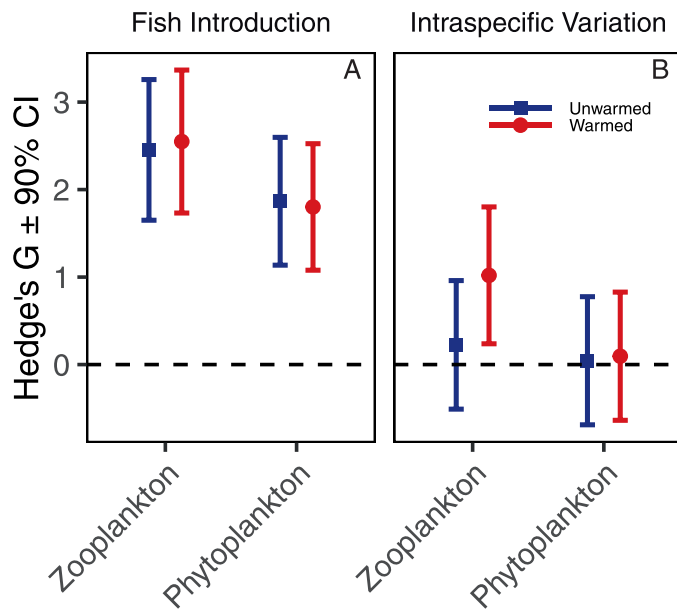 Fish Introduction
Intraspecific Variation
A
B
Hedge's G ± 90% CI
3
2
1
0
Unwarmed
Warmed
Zooplankton
Phytoplankton
Zooplankton
Phytoplankton